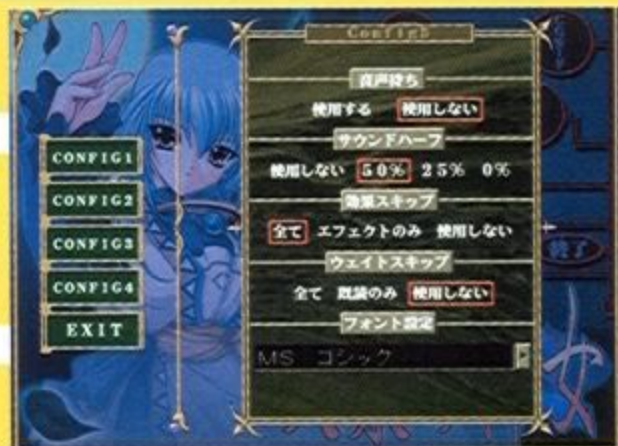 CONFIG1
CONFIG2
CONFIG3
CONFIG4
EXIT
Config5
音声待ち
使用する 使用しない
サウンドハーフ
使用しない 50% 25% 0%
効果スキップ
全て エフェクトのみ 使用しない
ウェイトスキップ
全て 既読のみ 使用しない
フォント設定
MS ゴシック
終了
女